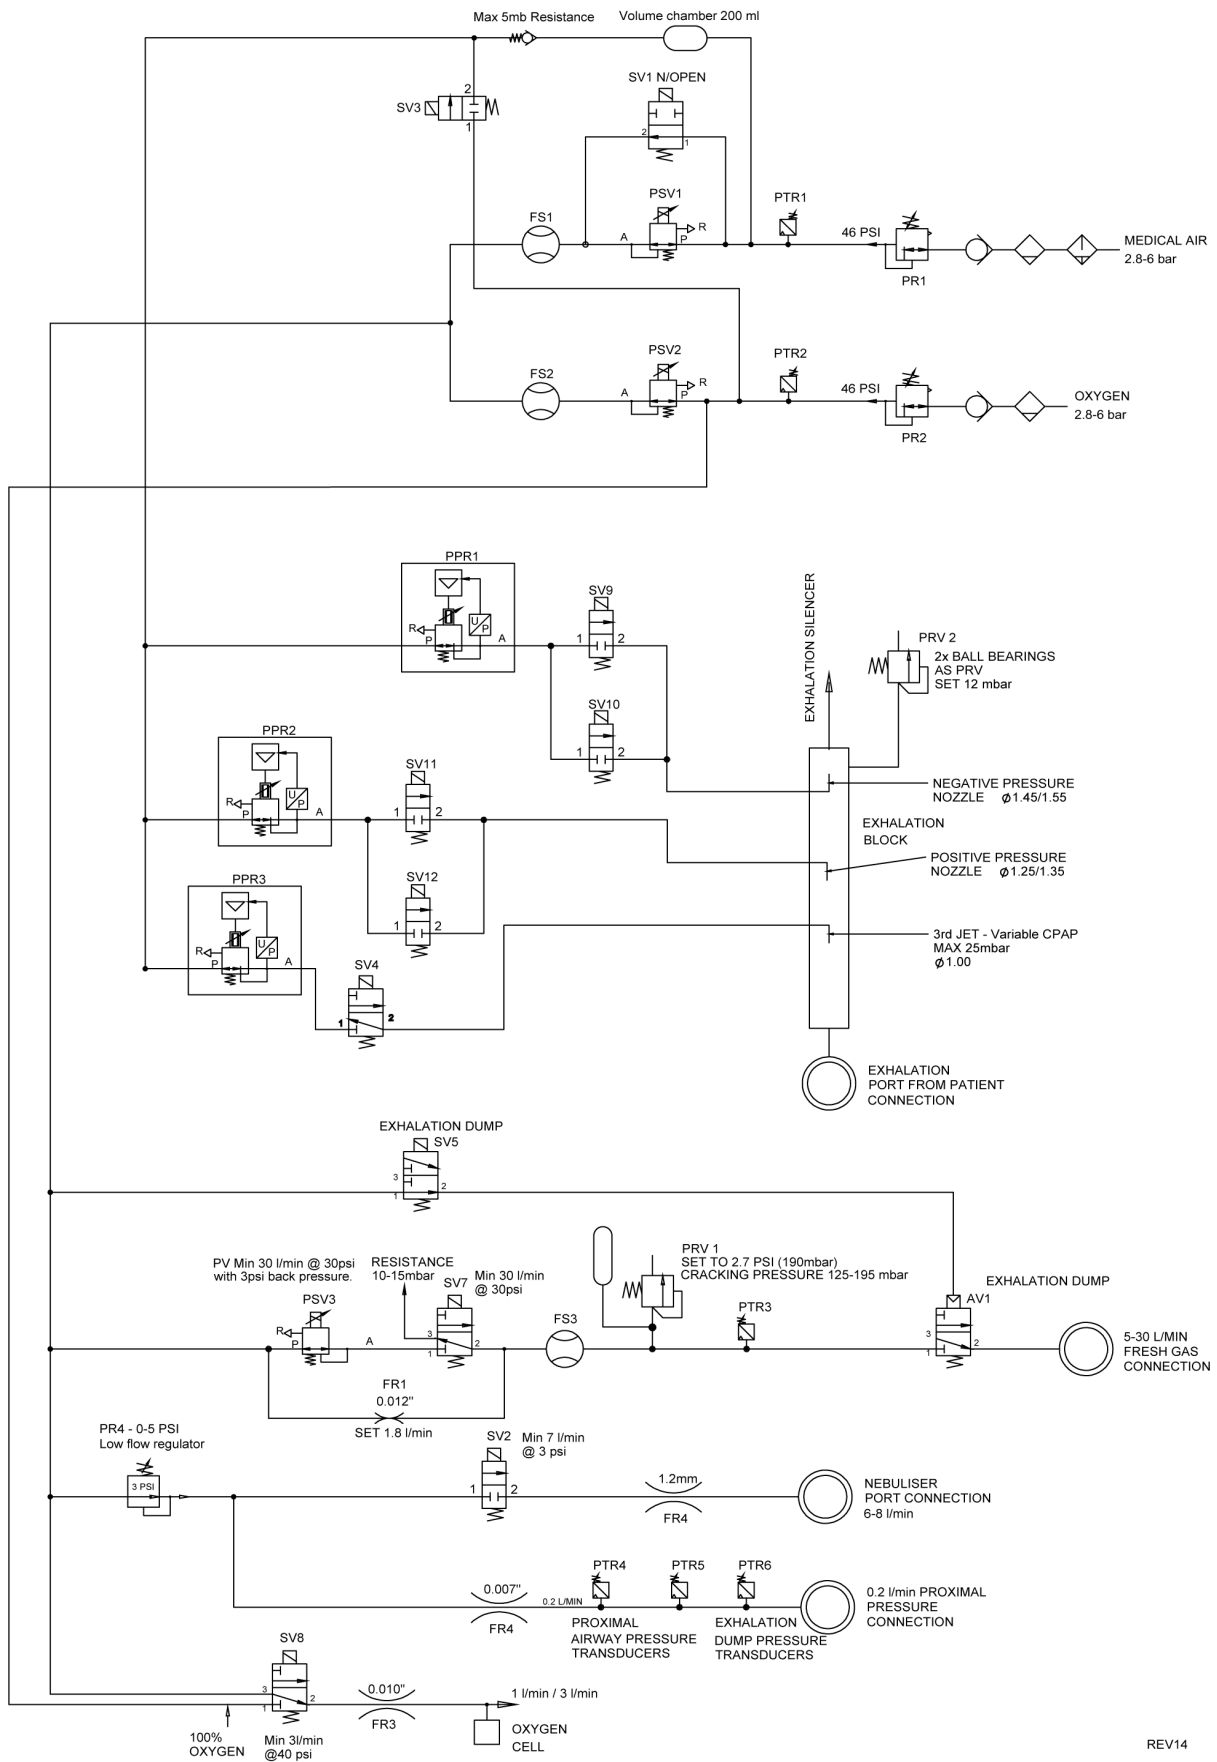 Max 5mb Resistance
Volume chamber 200 ml
SV1 N/OPEN
2
SV3
1
2
1
FS1
A
PSV1
R
P
PTR1
46 PSI
PR1
MEDICAL AIR
2.8-6 bar
FS2
A
PSV2
R
P
PTR2
46 PSI
PR2
OXYGEN
2.8-6 bar
PPR1
U
P
R
P
A
SV9
1
2
SV10
1
2
EXHALATION SILENCER
PRV 2
2x BALL BEARINGS
AS PRV
SET 12 mbar
PPR2
U
P
R
P
A
SV11
1
2
SV12
1
2
NEGATIVE PRESSURE
NOZZLE ϕ1.45/1.55
EXHALATION
BLOCK
POSITIVE PRESSURE
NOZZLE ϕ1.25/1.35
PPR3
U
P
R
P
A
SV4
1
2
3rd JET - Variable CPAP
MAX 25mbar
ϕ1.00
EXHALATION
PORT FROM PATIENT
CONNECTION
EXHALATION DUMP
SV5
3
1
2
PV Min 30 l/min @ 30psi
with 3psi back pressure.
PSV3
R
P
A
RESISTANCE
10-15mbar
SV7
Min 30 l/min
@ 30psi
3
1
2
FS3
PRV 1
SET TO 2.7 PSI (190mbar)
CRACKING PRESSURE 125-195 mbar
PTR3
EXHALATION DUMP
AV1
3
1
2
5-30 L/MIN
FRESH GAS
CONNECTION
FR1
0.012"
SET 1.8 l/min
PR4 - 0-5 PSI
Low flow regulator
3 PSI
SV2
Min 7 l/min
@ 3 psi
1
2
1.2mm
FR4
NEBULISER
PORT CONNECTION
6-8 l/min
0.007"
FR4
0.2 L/MIN
PTR4
PTR5
PTR6
PROXIMAL
AIRWAY PRESSURE
TRANSDUCERS
EXHALATION
DUMP PRESSURE
TRANSDUCERS
0.2 l/min PROXIMAL
PRESSURE
CONNECTION
SV8
3
1
2
100%
OXYGEN
Min 3l/min
@40 psi
0.010"
FR3
1 l/min / 3 l/min
OXYGEN
CELL
REV14